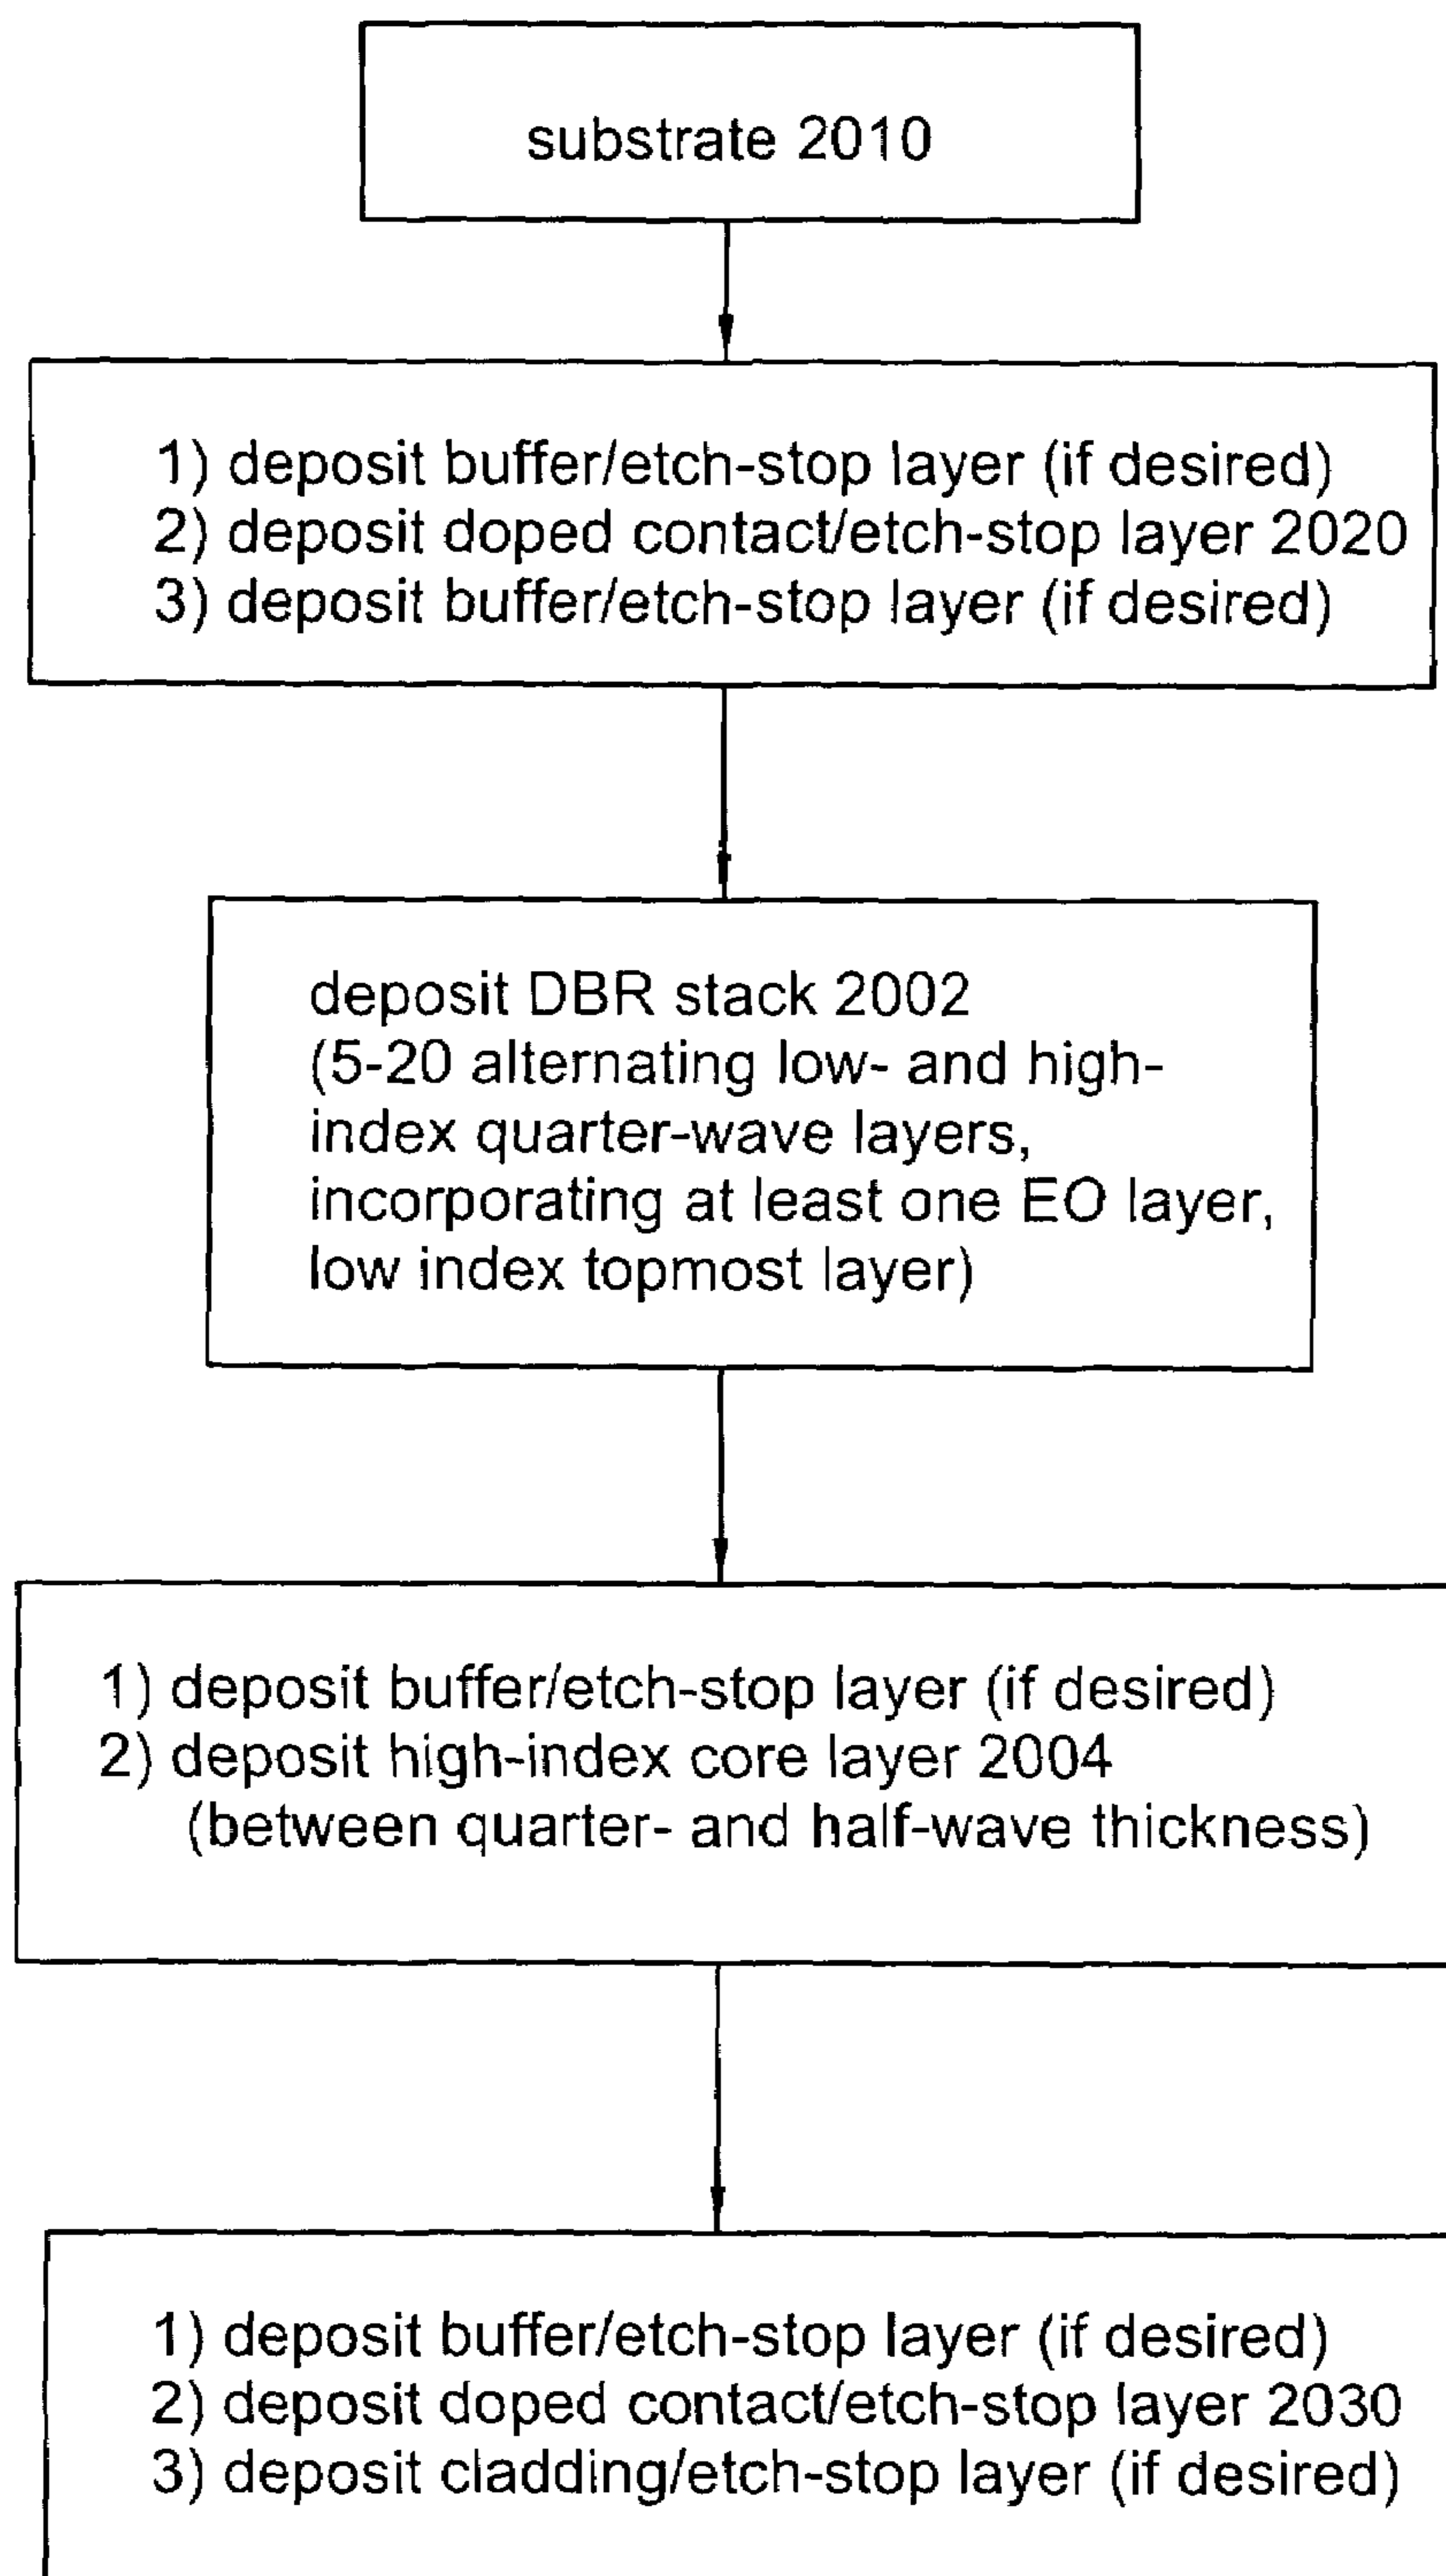 substrate 2010
1) deposit buffer/etch-stop layer (if desired)
2) deposit doped contact/etch-stop layer 2020
3) deposit buffer/etch-stop layer (if desired)
deposit DBR stack 2002
(5-20 alternating low- and high-
index quarter-wave layers,
incorporating at least one EO layer,
low index topmost layer)
1) deposit buffer/etch-stop layer (if desired)
2) deposit high-index core layer 2004
(between quarter- and half-wave thickness)
1) deposit buffer/etch-stop layer (if desired)
2) deposit doped contact/etch-stop layer 2030
3) deposit cladding/etch-stop layer (if desired)